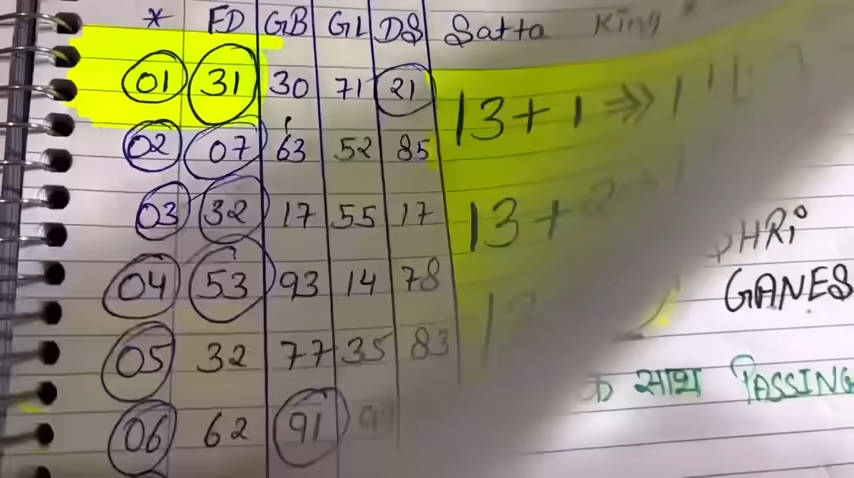 * FD GB GL DS Satta King
01 31 30 71 21
13+1 ⇒
02 07 63 52 85
03 32 17 55 17
13+
SHRi
04 53 93 14 78
GANES
05 32 77 35 83
साथ PASSING
06 62 91